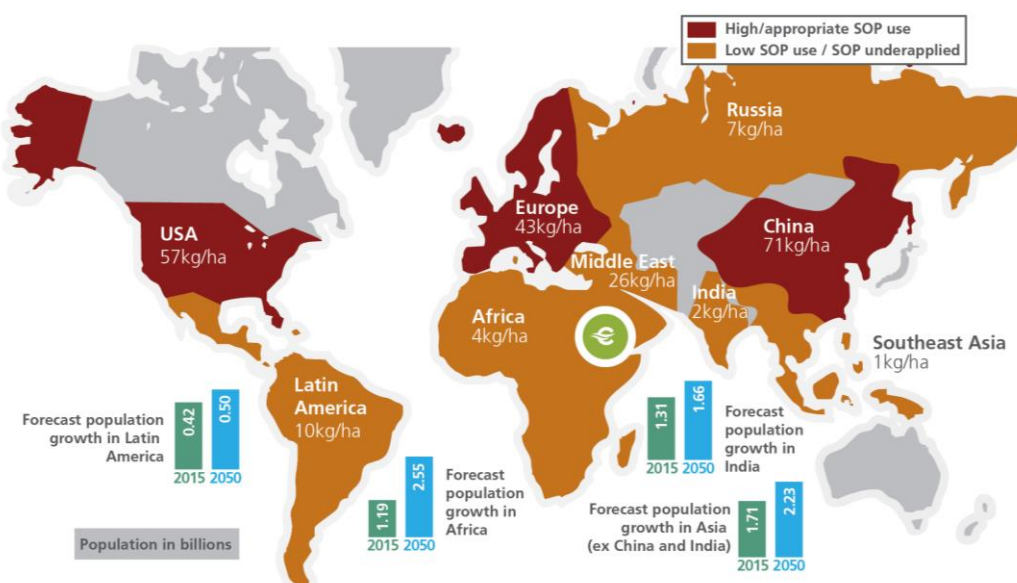 High/appropriate SOP use
Low SOP use / SOP underapplied
Russia
7kg/ha
USA
57kg/ha
Europe
43kg/ha
China
71kg/ha
Middle East
26kg/ha
India
2kg/ha
Africa
4kg/ha
Southeast Asia
1kg/ha
Latin
America
10kg/ha
Forecast population
growth in Latin
America
0.42
0.50
2015 2050
1.19
2.55
2015 2050
Forecast
population
growth in
Africa
1.31
1.66
2015 2050
Forecast
population
growth in
India
Forecast population
growth in Asia
(ex China and India)
1.71
2.23
2015 2050
Population in billions